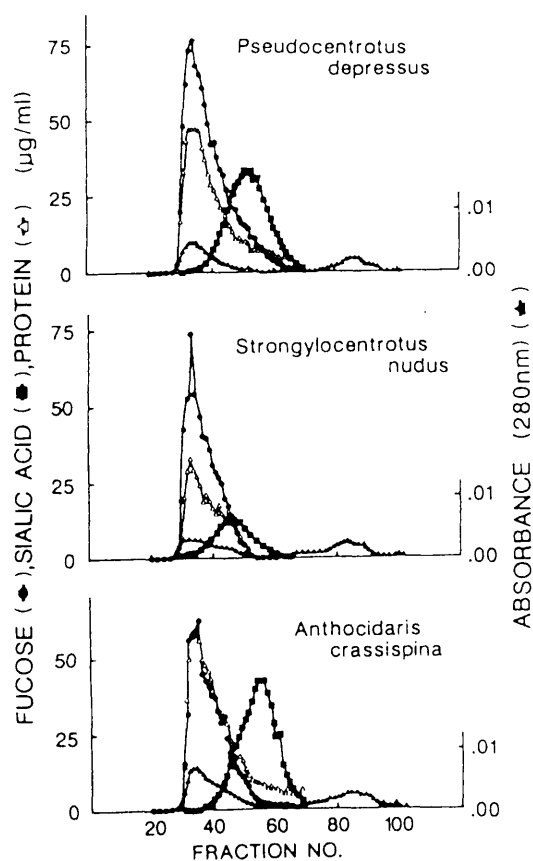 FUCOSE (●), SIALIC ACID (■), PROTEIN (△) (µg/ml)
75
50
25
0
Pseudocentrotus
depressus
.01
.00
75
50
25
0
Strongylocentrotus
nudus
.01
.00
50
25
0
Anthocidaris
crassispina
.01
.00
20
40
60
80
100
FRACTION NO.
ABSORBANCE (280nm) (▲)